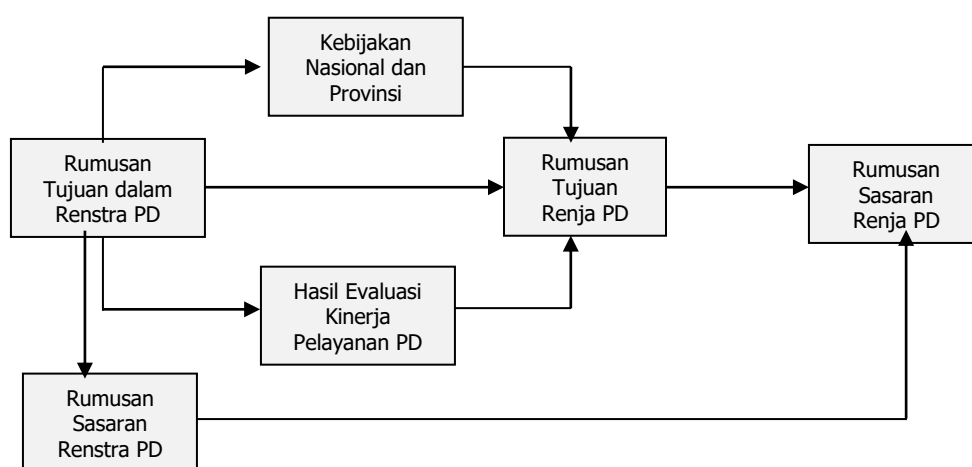 Kebijakan
Nasional dan
Provinsi
Rumusan
Tujuan dalam
Renstra PD
Rumusan
Tujuan
Renja PD
Rumusan
Sasaran
Renja PD
Hasil Evaluasi
Kinerja
Pelayanan PD
Rumusan
Sasaran
Renstra PD